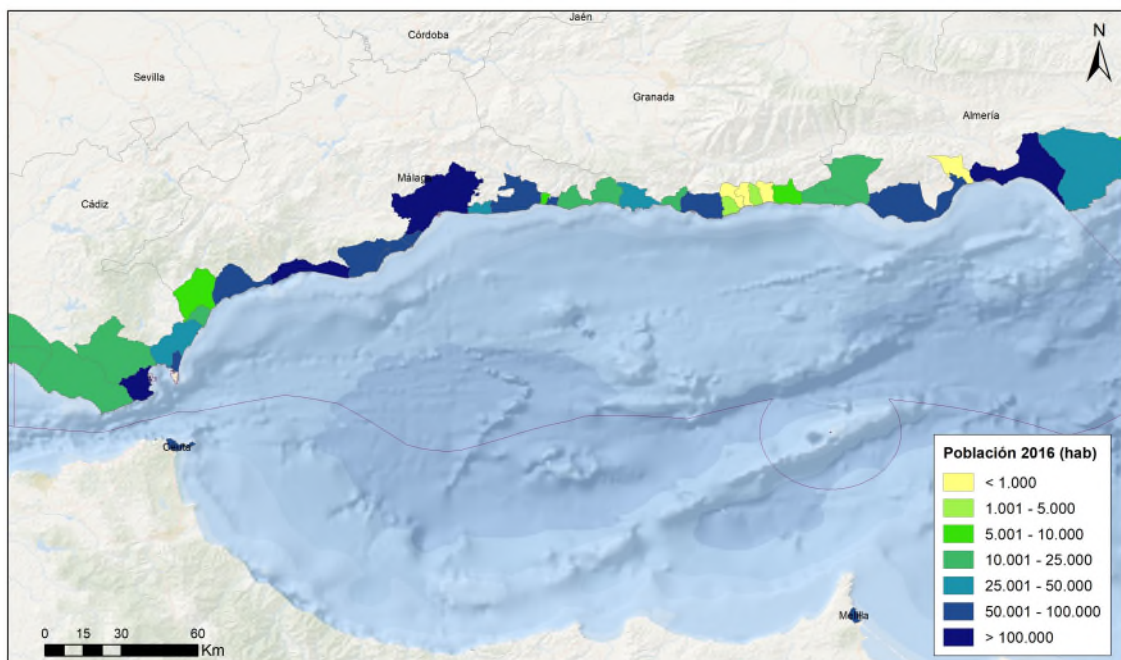 Jaén
Córdoba
N
Sevilla
Granada
Almería
Málaga
Cádiz
Ceuta
Melilla
Población 2016 (hab)
< 1.000
1.001 - 5.000
5.001 - 10.000
10.001 - 25.000
25.001 - 50.000
50.001 - 100.000
> 100.000
0 15 30 60
Km